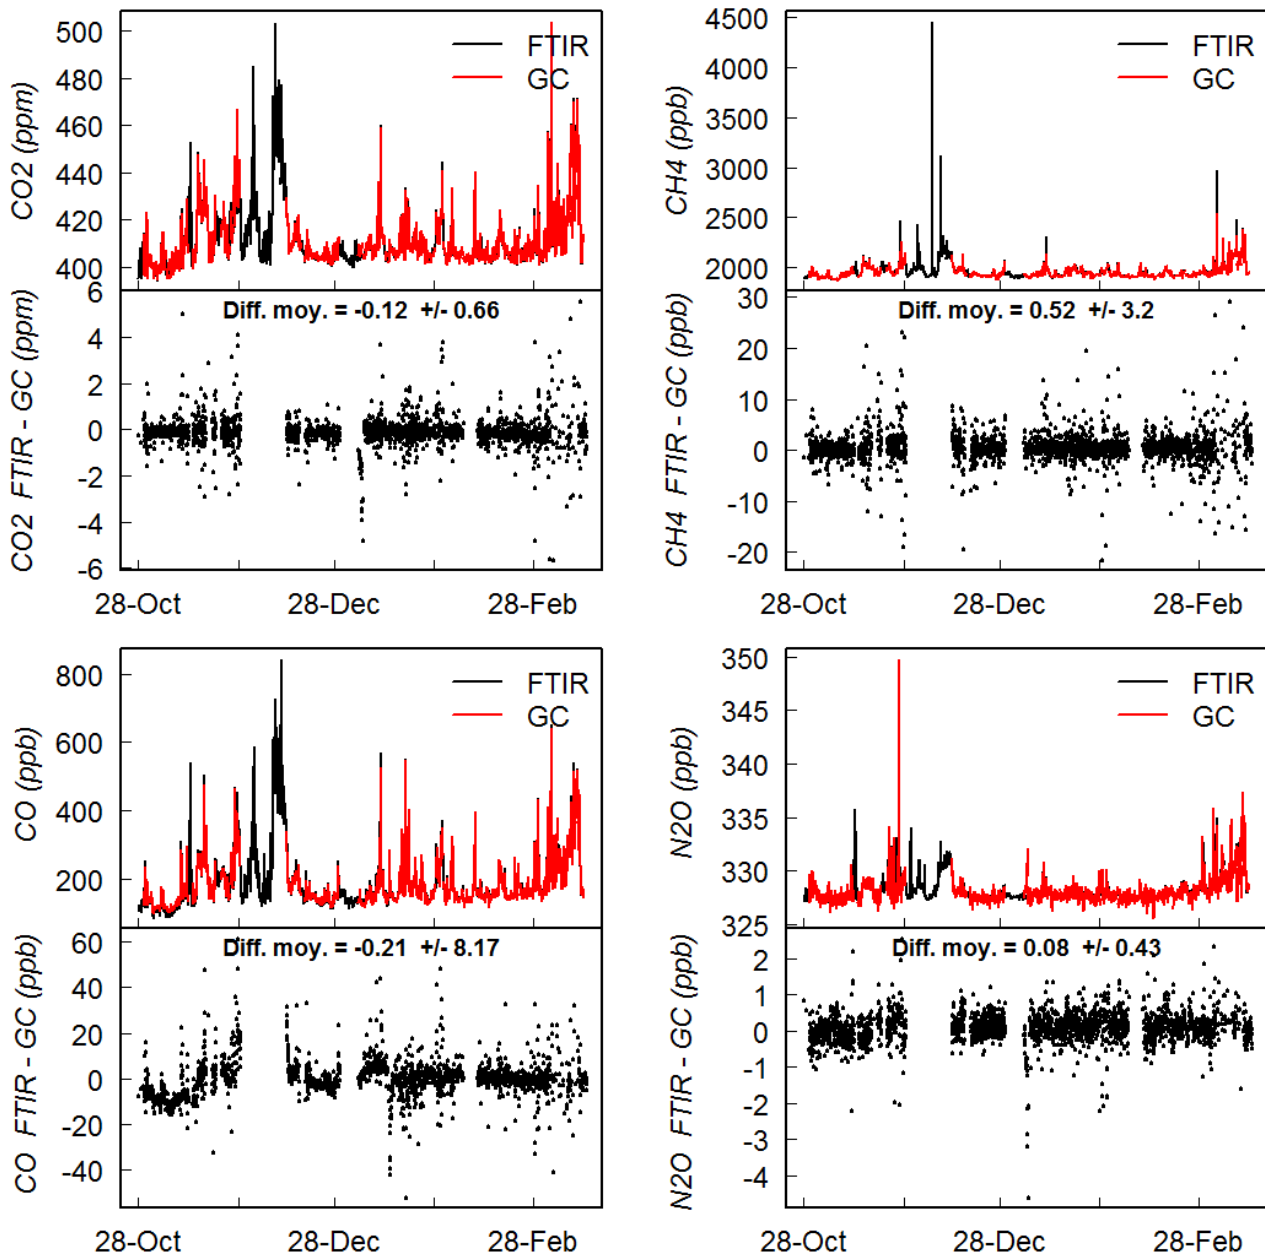 CO2 (ppm)
500
480
460
440
420
400
FTIR
GC
CO2 FTIR - GC (ppm)
6
4
2
0
-2
-4
-6
Diff. moy. = -0.12 +/- 0.66
28-Oct 28-Dec 28-Feb
CH4 (ppb)
4500
4000
3500
3000
2500
2000
FTIR
GC
CH4 FTIR - GC (ppb)
30
20
10
0
-10
-20
Diff. moy. = 0.52 +/- 3.2
28-Oct 28-Dec 28-Feb
CO (ppb)
800
600
400
200
FTIR
GC
CO FTIR - GC (ppb)
60
40
20
0
-20
-40
Diff. moy. = -0.21 +/- 8.17
28-Oct 28-Dec 28-Feb
N2O (ppb)
350
345
340
335
330
325
FTIR
GC
N2O FTIR - GC (ppb)
2
1
0
-1
-2
-3
-4
Diff. moy. = 0.08 +/- 0.43
28-Oct 28-Dec 28-Feb